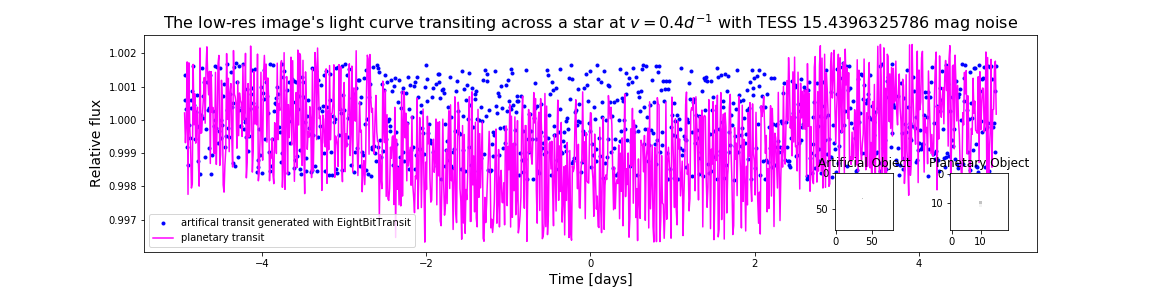 The low-res image's light curve transiting across a star at v = 0.4d⁻¹ with TESS 15.4396325786 mag noise
Relative flux
1.002
1.001
1.000
0.999
0.998
0.997
artifical transit generated with EightBitTransit
planetary transit
Artificial Object
0
50
0 50
Planetary Object
0
10
0 10
−4 −2 0 2 4
Time [days]